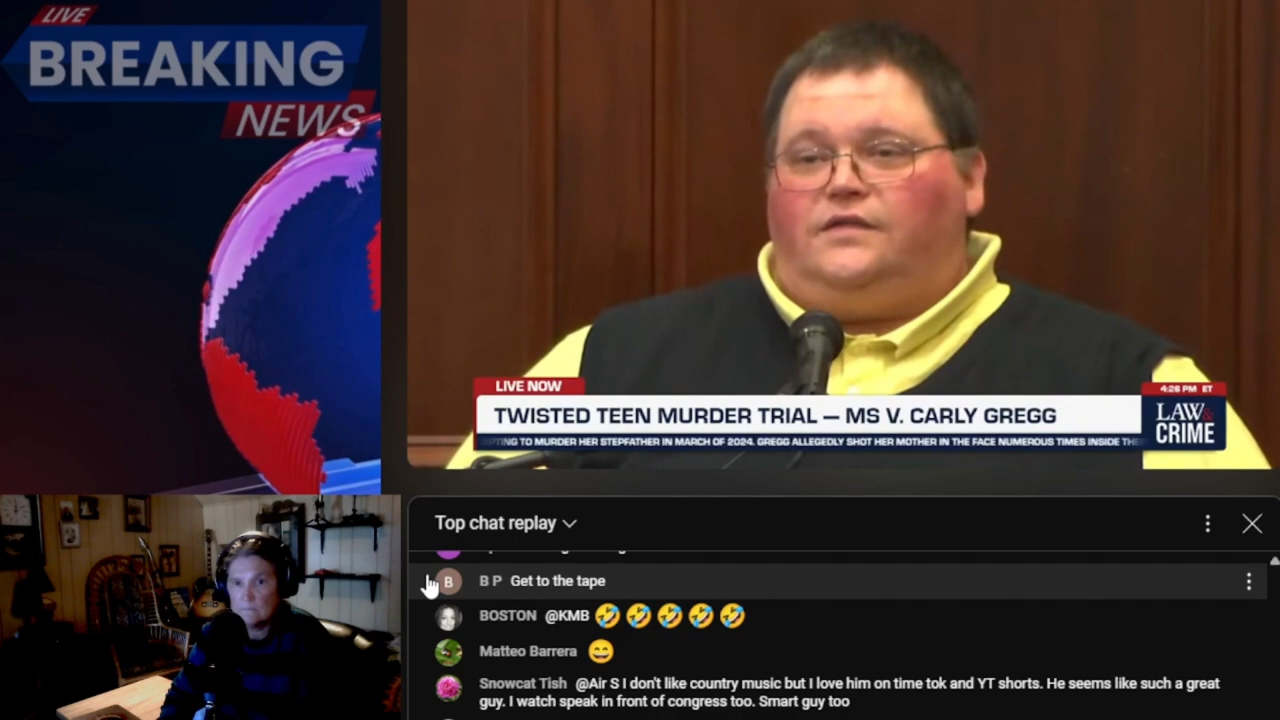 LIVE
BREAKING
NEWS
LIVE NOW
4:26 PM ET
TWISTED TEEN MURDER TRIAL — MS V. CARLY GREGG
LAW&
CRIME
TING TO MURDER HER STEPFATHER IN MARCH OF 2024. GREGG ALLEGEDLY SHOT HER MOTHER IN THE FACE NUMEROUS TIMES INSIDE THE
Top chat replay
B
B P Get to the tape
BOSTON @KMB 🤣🤣🤣🤣🤣
Matteo Barrera 😄
Snowcat Tish @Air S I don't like country music but I love him on time tok and YT shorts. He seems like such a great
guy. I watch speak in front of congress too. Smart guy too